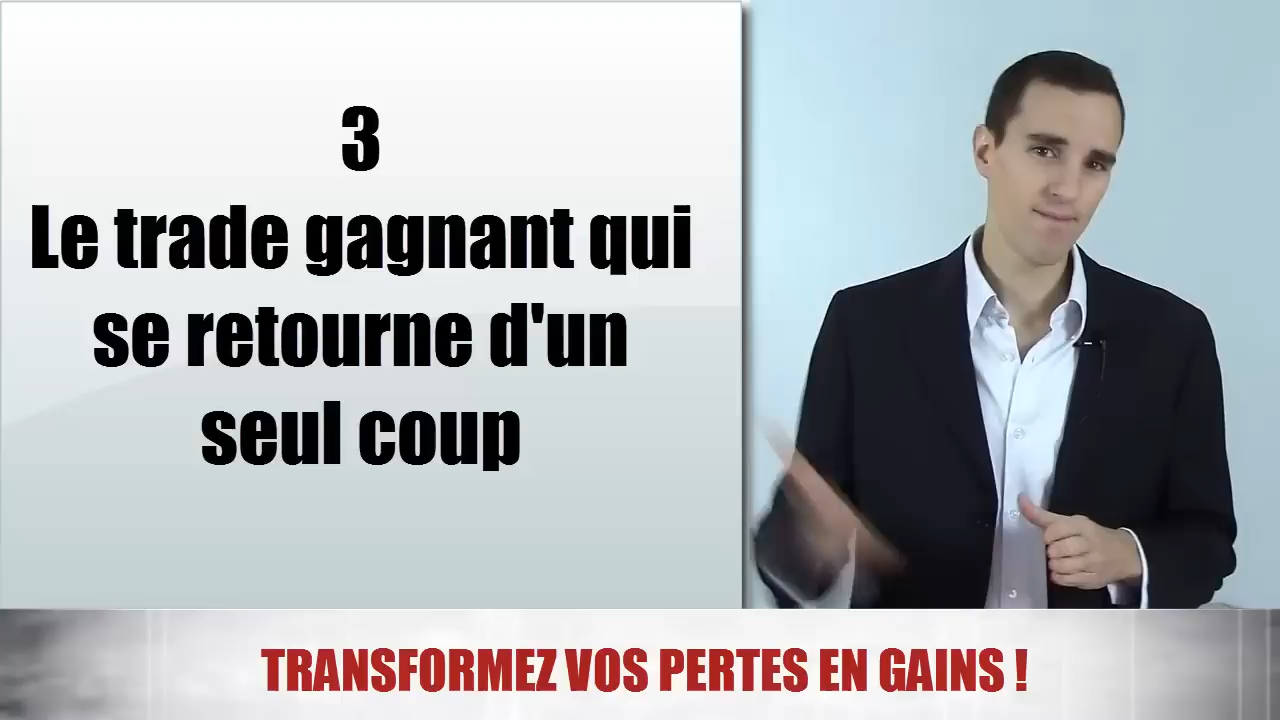 3
Le trade gagnant qui
se retourne d'un
seul coup
TRANSFORMEZ VOS PERTES EN GAINS !